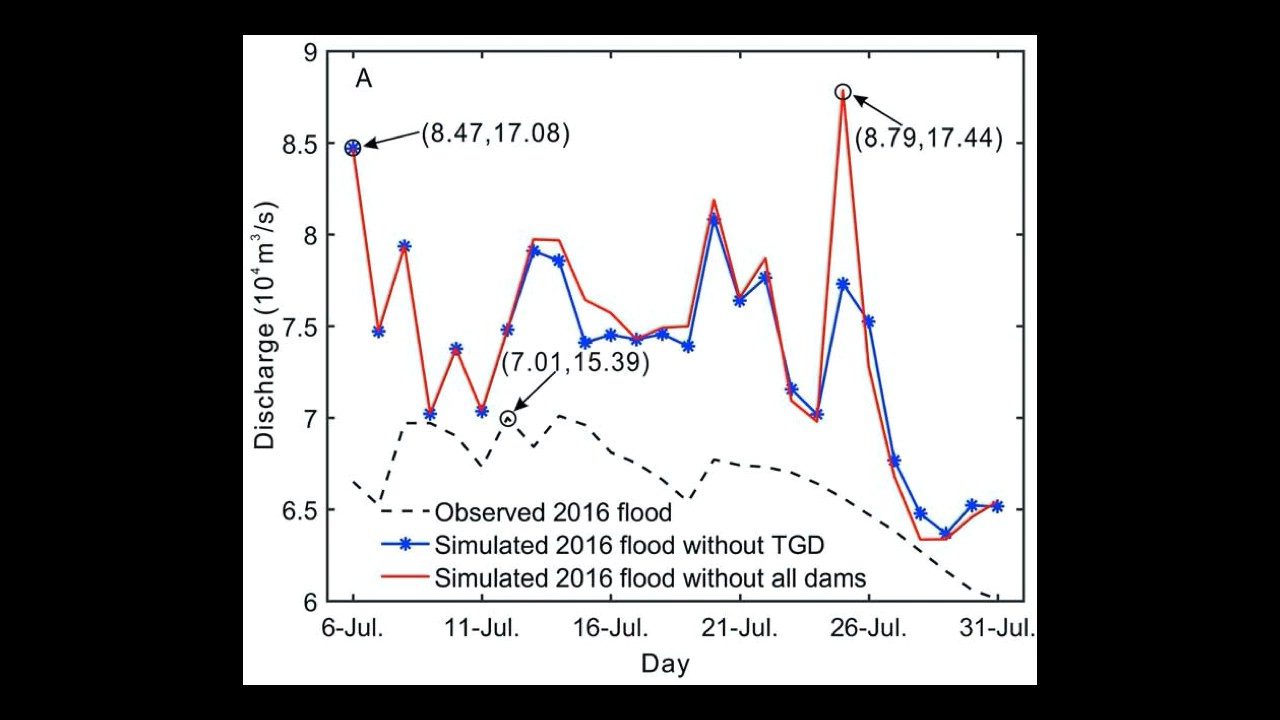 A
9
8.5
8
7.5
7
6.5
6
Discharge (10⁴m³/s)
(8.47,17.08)
(8.79,17.44)
(7.01,15.39)
Observed 2016 flood
Simulated 2016 flood without TGD
Simulated 2016 flood without all dams
6-Jul. 11-Jul. 16-Jul. 21-Jul. 26-Jul. 31-Jul.
Day